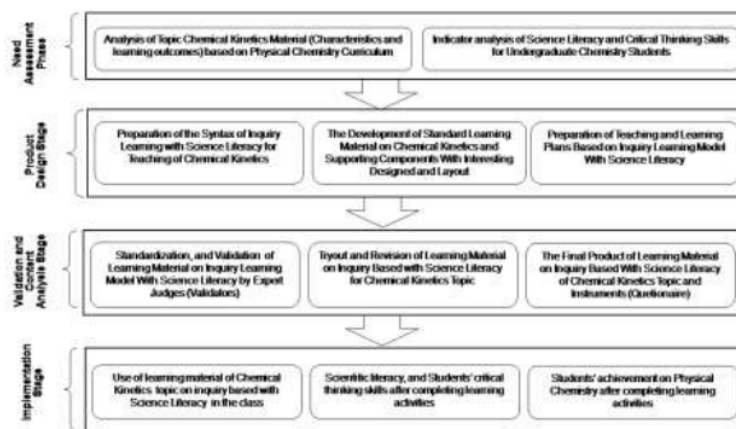 Need
Assessment
Phase
Analysis of Topic Chemical Kinetics Material (Characteristics and
learning outcomes) based on Physical Chemistry Curriculum
Indicator analysis of Science Literacy and Critical Thinking Skills
for Undergraduate Chemistry Students
Product
Design Stage
Preparation of the Syntax of Inquiry
Learning with Science Literacy for
Teaching of Chemical Kinetics
The Development of Standard Learning
Material on Chemical Kinetics and
Supporting Components With Interesting
Designed and Layout
Preparation of Teaching and Learning
Plans Based on Inquiry Learning Model
With Science Literacy
Validation and
Content
Analysis Stage
Standardization, and Validation of
Learning Material on Inquiry Learning
Model With Science Literacy by Expert
Judges (Validators)
Tryout and Revision of Learning Material
on Inquiry Based with Science Literacy
for Chemical Kinetics Topic
The Final Product of Learning Material
on Inquiry Based With Science Literacy
of Chemical Kinetics Topic and
Instruments (Quetionaire)
Implementation
Stage
Use of learning material of Chemical
Kinetics topic on inquiry based with
Science Literacy in the class
Scientific literacy, and Students' critical
thinking skills after completing learning
activities
Students' achievement on Physical
Chemistry after completing learning
activities